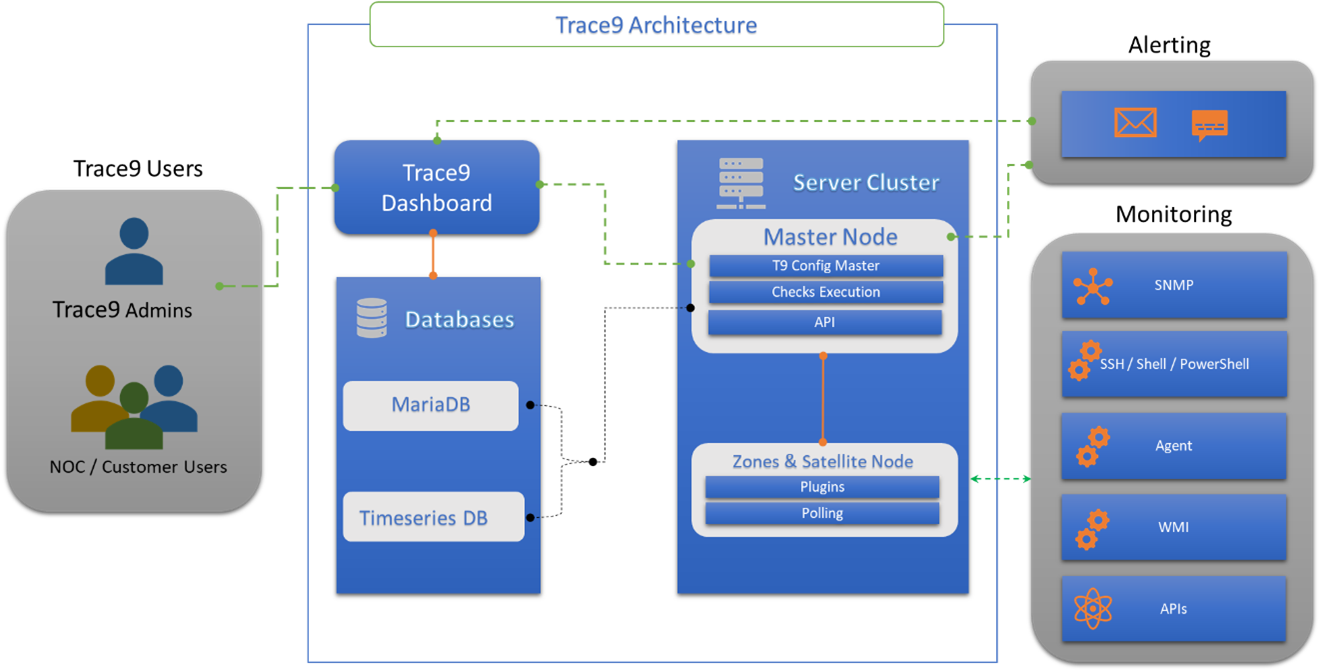 Trace9 Architecture
Trace9 Users
Trace9 Admins
NOC / Customer Users
Trace9
Dashboard
Databases
MariaDB
Timeseries DB
Server Cluster
Master Node
T9 Config Master
Checks Execution
API
Zones & Satellite Node
Plugins
Polling
Alerting
Monitoring
SNMP
SSH / Shell / PowerShell
Agent
WMI
APIs